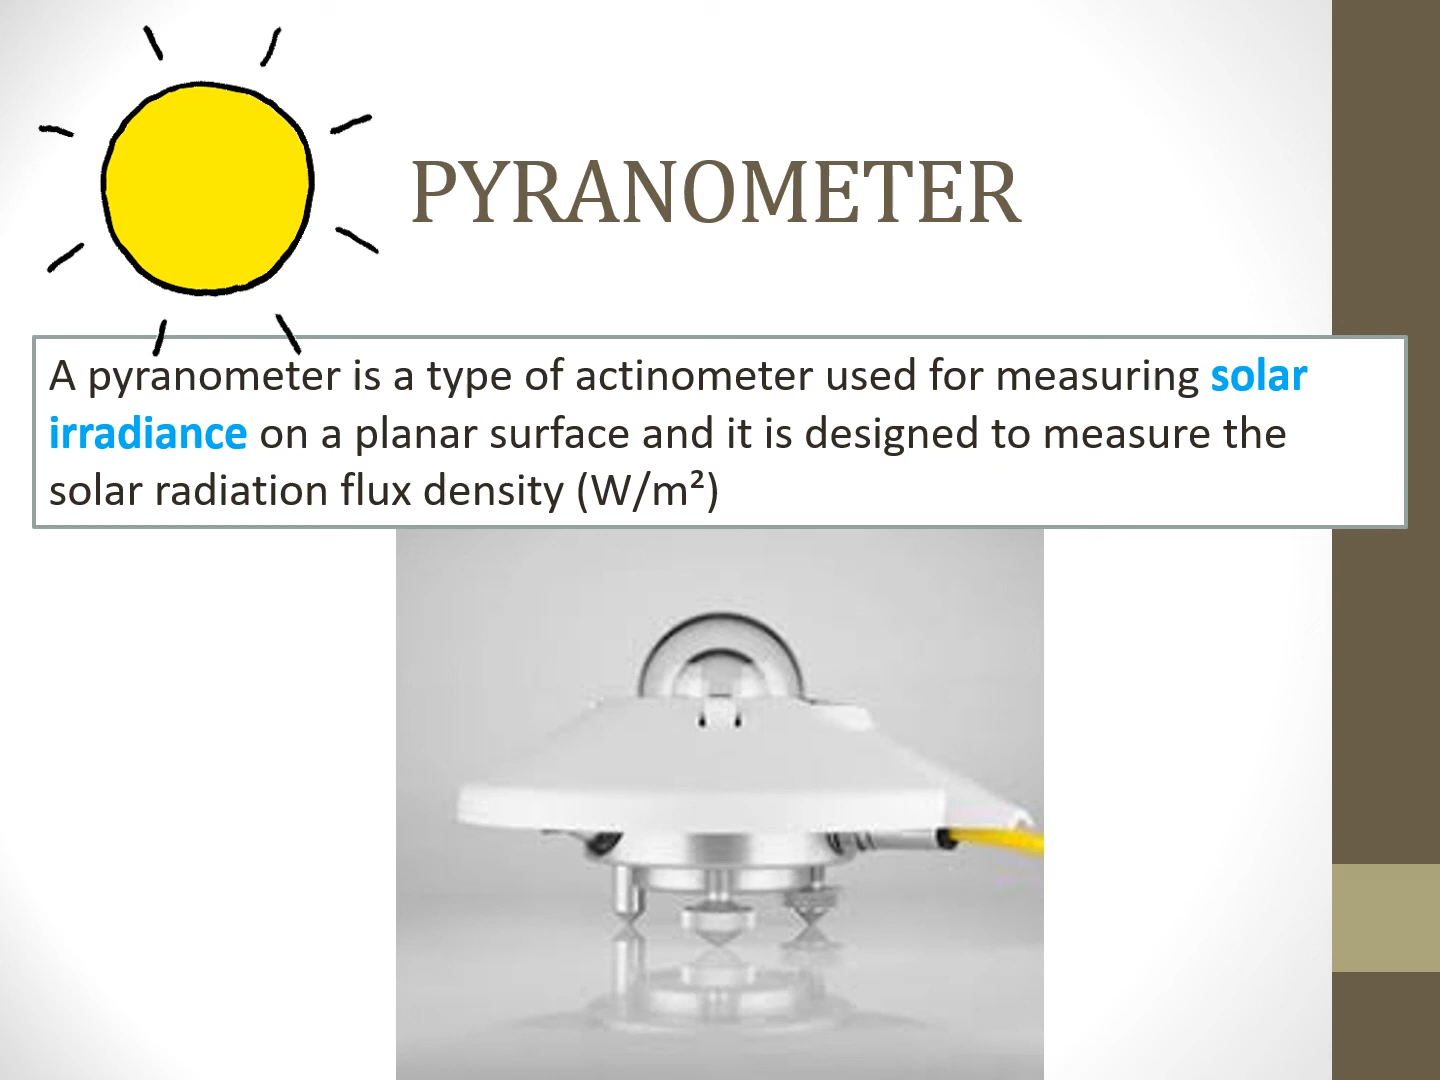 PYRANOMETER
A pyranometer is a type of actinometer used for measuring solar
irradiance on a planar surface and it is designed to measure the
solar radiation flux density (W/m²)